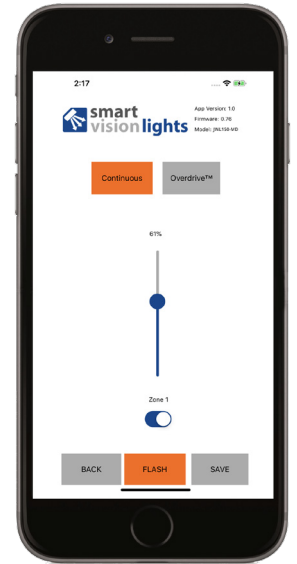 2:17
smart
vision lights
App Version: 1.0
Firmware: 0.76
Model: JNL150-MD
Continuous
Overdrive™
61%
Zone 1
BACK
FLASH
SAVE